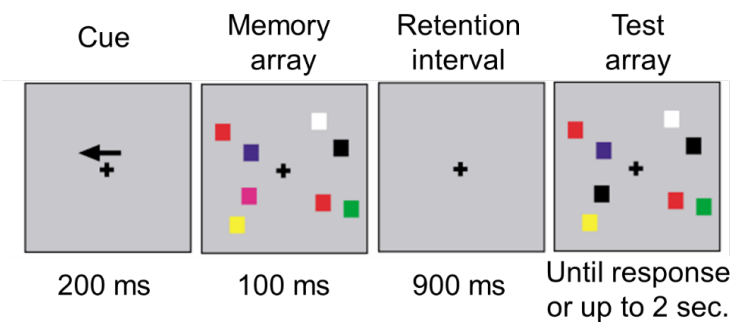 Cue
Memory
array
Retention
interval
Test
array
200 ms
100 ms
900 ms
Until response
or up to 2 sec.